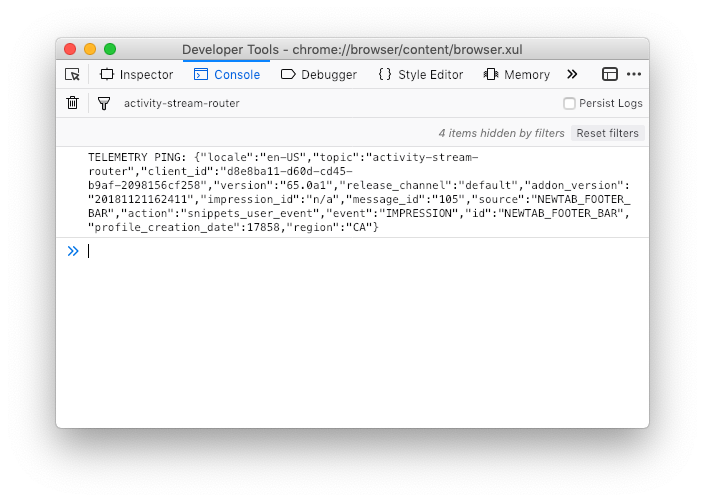 Developer Tools - chrome://browser/content/browser.xul
Inspector Console Debugger { } Style Editor Memory
activity-stream-router Persist Logs
4 items hidden by filters Reset filters
TELEMETRY PING: {"locale":"en-US","topic":"activity-stream-
router","client_id":"d8e8ba11-d60d-cd45-
b9af-2098156cf258","version":"65.0a1","release_channel":"default","addon_version":
"20181121162411","impression_id":"n/a","message_id":"105","source":"NEWTAB_FOOTER_
BAR","action":"snippets_user_event","event":"IMPRESSION","id":"NEWTAB_FOOTER_BAR",
"profile_creation_date":17858,"region":"CA"}